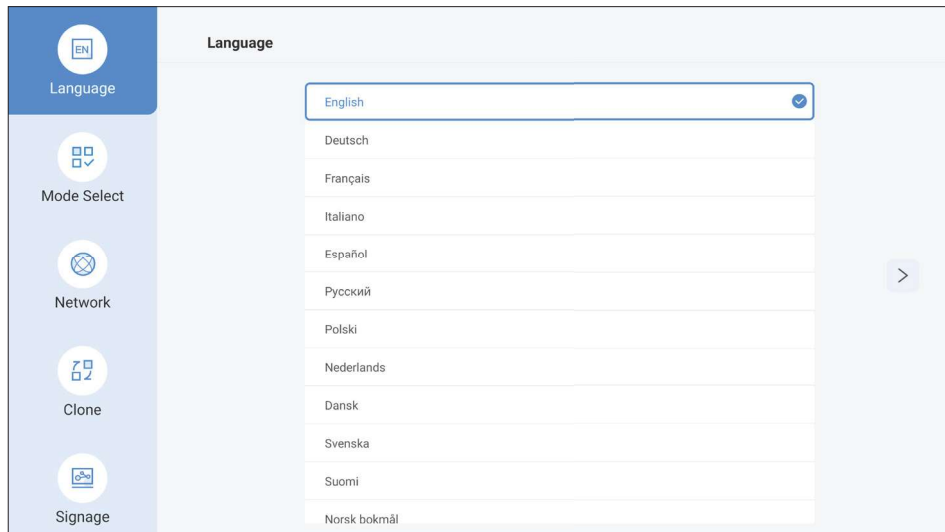 EN
Language
Mode Select
Network
Clone
Signage
Language
English
Deutsch
Français
Italiano
Español
Русский
Polski
Nederlands
Dansk
Svenska
Suomi
Norsk bokmål